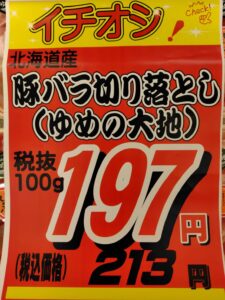 イチオシ!
Check!
北海道産
豚バラ切り落とし
(ゆめの大地)
税抜
100g
197円
(税込価格)
213円